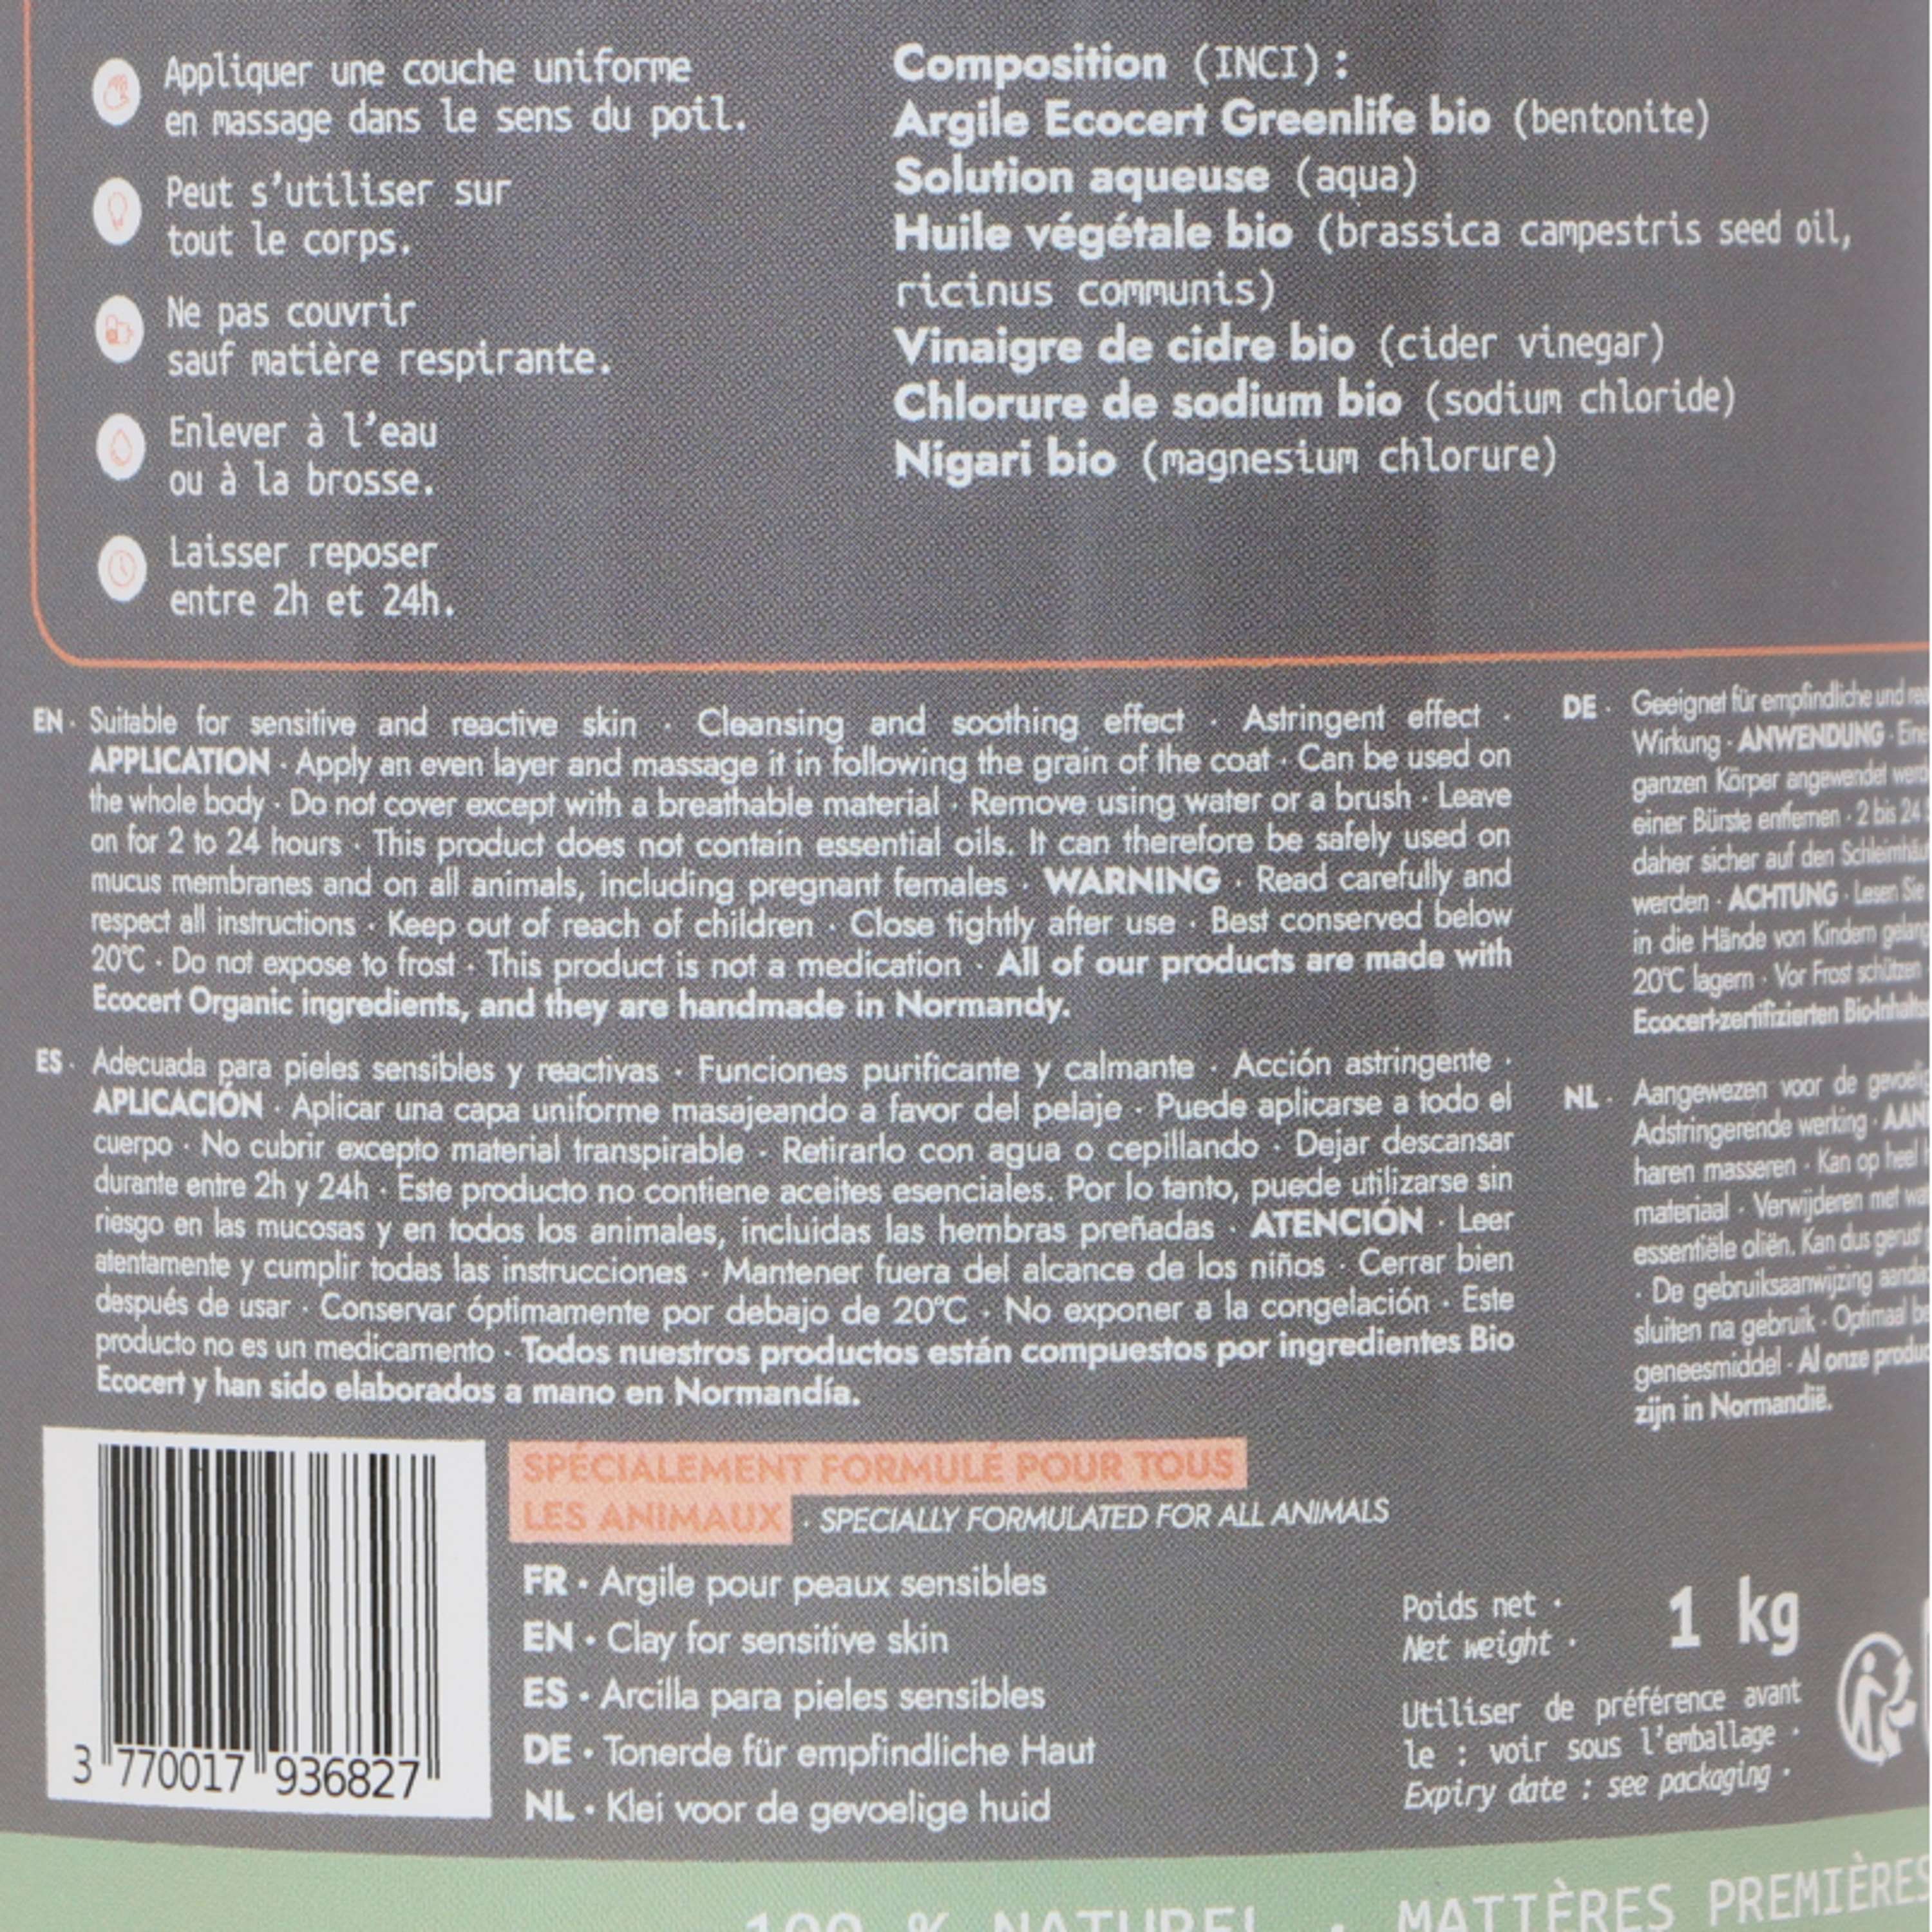 Appliquer une couche uniforme
en massage dans le sens du poil.
Peut s'utiliser sur
tout le corps.
Ne pas couvrir
sauf matière respirante.
Enlever à l'eau
ou à la brosse.
Laisser reposer
entre 2h et 24h.
Composition (INCI) :
Argile Ecocert Greenlife bio (bentonite)
Solution aqueuse (aqua)
Huile végétale bio (brassica campestris seed oil,
ricinus communis)
Vinaigre de cidre bio (cider vinegar)
Chlorure de sodium bio (sodium chloride)
Nigari bio (magnesium chlorure)
EN · Suitable for sensitive and reactive skin · Cleansing and soothing effect · Astringent effect ·
APPLICATION · Apply an even layer and massage it in following the grain of the coat · Can be used on
the whole body · Do not cover except with a breathable material · Remove using water or a brush · Leave
on for 2 to 24 hours · This product does not contain essential oils. It can therefore be safely used on
mucus membranes and on all animals, including pregnant females · WARNING · Read carefully and
respect all instructions · Keep out of reach of children · Close tightly after use · Best conserved below
20°C · Do not expose to frost · This product is not a medication · All of our products are made with
Ecocert Organic ingredients, and they are handmade in Normandy.
ES · Adecuada para pieles sensibles y reactivas · Funciones purificante y calmante · Acción astringente ·
APLICACIÓN · Aplicar una capa uniforme masajeando a favor del pelaje · Puede aplicarse a todo el
cuerpo · No cubrir excepto material transpirable · Retirarlo con agua o cepillando · Dejar descansar
durante entre 2h y 24h · Este producto no contiene aceites esenciales. Por lo tanto, puede utilizarse sin
riesgo en las mucosas y en todos los animales, incluidas las hembras preñadas · ATENCIÓN · Leer
atentamente y cumplir todas las instrucciones · Mantener fuera del alcance de los niños · Cerrar bien
después de usar · Conservar óptimamente por debajo de 20°C · No exponer a la congelación · Este
producto no es un medicamento · Todos nuestros productos están compuestos por ingredientes Bio
Ecocert y han sido elaborados a mano en Normandía.
DE · Geeignet für empfindliche und
Wirkung · ANWENDUNG ·
ganzen Körper angewendet
einer Bürste entfernen · 2 bis 24
daher sicher auf den
werden · ACHTUNG · Lesen
in die Hände von Kindern
20°C lagern · Vor Frost schützen
Ecocert-zertifizierten
NL · Aangewezen voor de
Adstringerende werking ·
haren masseren · Kan op heel
materiaal · Verwijderen met
essentiële oliën. Kan dus
· De gebruiksaanwijzing
sluiten na gebruik · Optimaal
geneesmiddel · Al onze
zijn in Normandië.
3 770017 936827
SPÉCIALEMENT FORMULÉ POUR TOUS
LES ANIMAUX · SPECIALLY FORMULATED FOR ALL ANIMALS
FR · Argile pour peaux sensibles
EN · Clay for sensitive skin
ES · Arcilla para pieles sensibles
DE · Tonerde für empfindliche Haut
NL · Klei voor de gevoelige huid
Poids net ·
Net weight · 1 kg
Utiliser de préférence avant
le : voir sous l'emballage ·
Expiry date : see packaging ·
100 % NATUREL · MATIÈRES PREMIÈRES